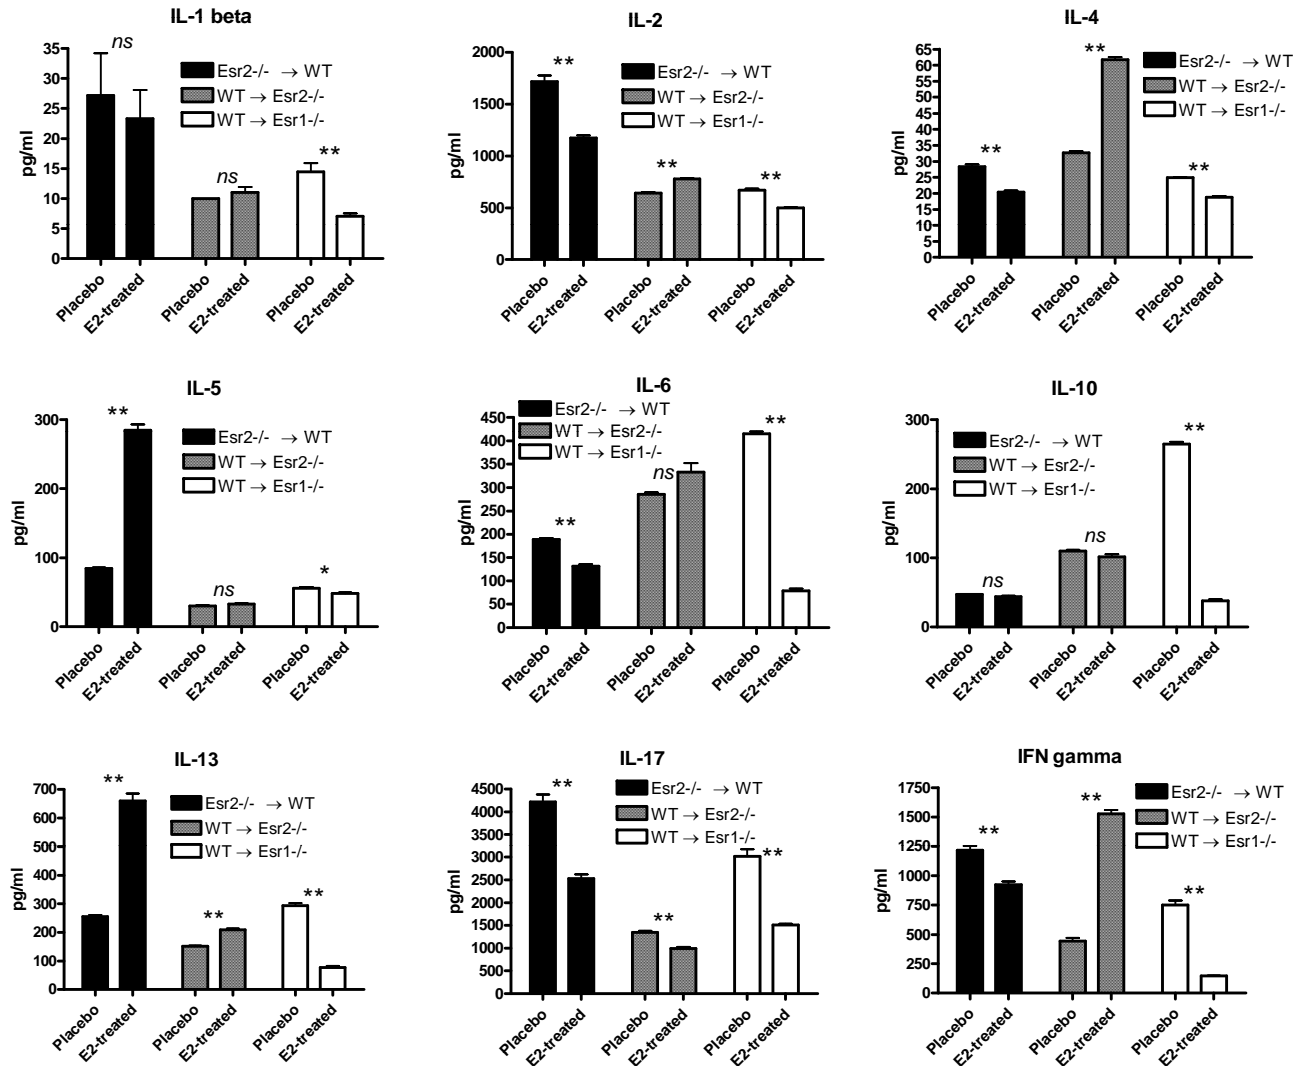 IL-1 beta
pg/ml
35
30
25
20
15
10
5
0
ns
ns
**
Esr2-/- → WT
WT → Esr2-/-
WT → Esr1-/-
Placebo
E2-treated
Placebo
E2-treated
Placebo
E2-treated
IL-2
pg/ml
2000
1500
1000
500
0
**
**
**
Esr2-/- → WT
WT → Esr2-/-
WT → Esr1-/-
Placebo
E2-treated
Placebo
E2-treated
Placebo
E2-treated
IL-4
pg/ml
65
60
55
50
45
40
35
30
25
20
15
10
5
0
**
**
**
Esr2-/- → WT
WT → Esr2-/-
WT → Esr1-/-
Placebo
E2-treated
Placebo
E2-treated
Placebo
E2-treated
IL-5
pg/ml
300
200
100
0
**
ns
*
Esr2-/- → WT
WT → Esr2-/-
WT → Esr1-/-
Placebo
E2-treated
Placebo
E2-treated
Placebo
E2-treated
IL-6
pg/ml
450
400
350
300
250
200
150
100
50
0
**
ns
**
Esr2-/- → WT
WT → Esr2-/-
WT → Esr1-/-
Placebo
E2-treated
Placebo
E2-treated
Placebo
E2-treated
IL-10
pg/ml
300
200
100
0
ns
ns
**
Esr2-/- → WT
WT → Esr2-/-
WT → Esr1-/-
Placebo
E2-treated
Placebo
E2-treated
Placebo
E2-treated
IL-13
pg/ml
700
600
500
400
300
200
100
0
**
**
**
Esr2-/- → WT
WT → Esr2-/-
WT → Esr1-/-
Placebo
E2-treated
Placebo
E2-treated
Placebo
E2-treated
IL-17
pg/ml
4500
4000
3500
3000
2500
2000
1500
1000
500
0
**
**
**
Esr2-/- → WT
WT → Esr2-/-
WT → Esr1-/-
Placebo
E2-treated
Placebo
E2-treated
Placebo
E2-treated
IFN gamma
pg/ml
1750
1500
1250
1000
750
500
250
0
**
**
**
Esr2-/- → WT
WT → Esr2-/-
WT → Esr1-/-
Placebo
E2-treated
Placebo
E2-treated
Placebo
E2-treated